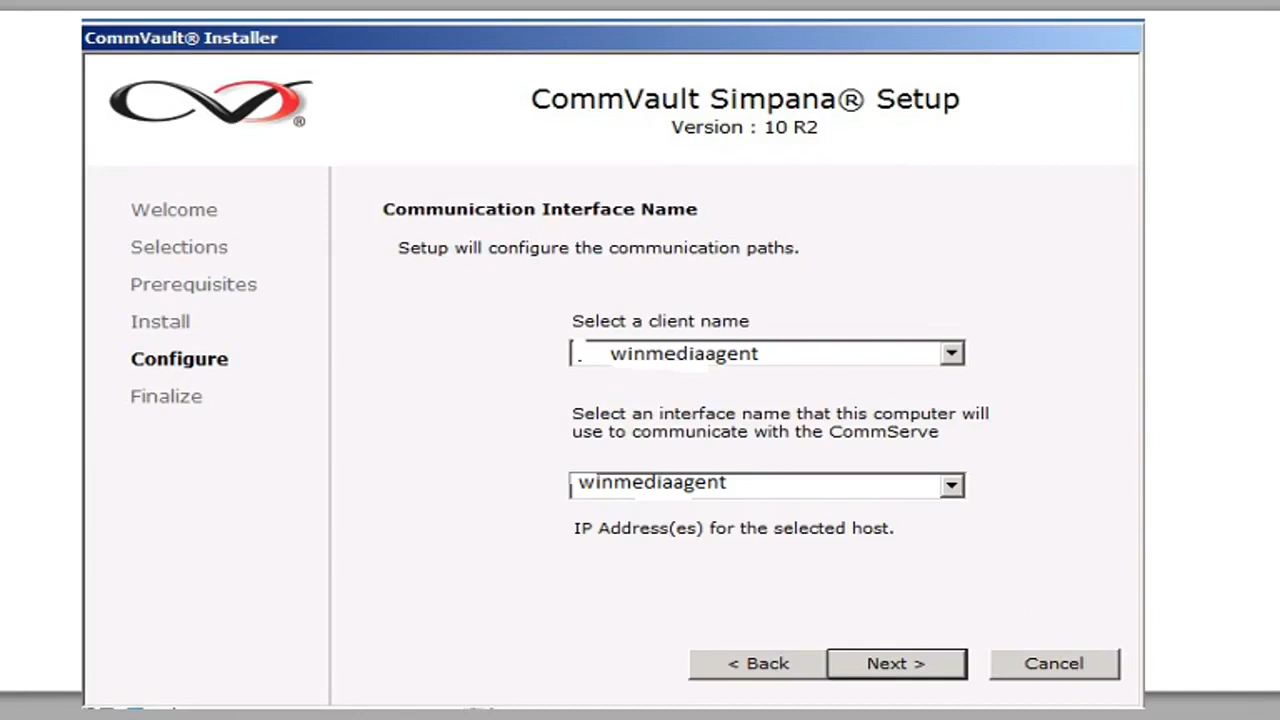 CommVault® Installer
®
CommVault Simpana® Setup
Version : 10 R2
Welcome
Selections
Prerequisites
Install
Configure
Finalize
Communication Interface Name
Setup will configure the communication paths.
Select a client name
. winmediaagent
Select an interface name that this computer will
use to communicate with the CommServe
winmediaagent
IP Address(es) for the selected host.
< Back
Next >
Cancel